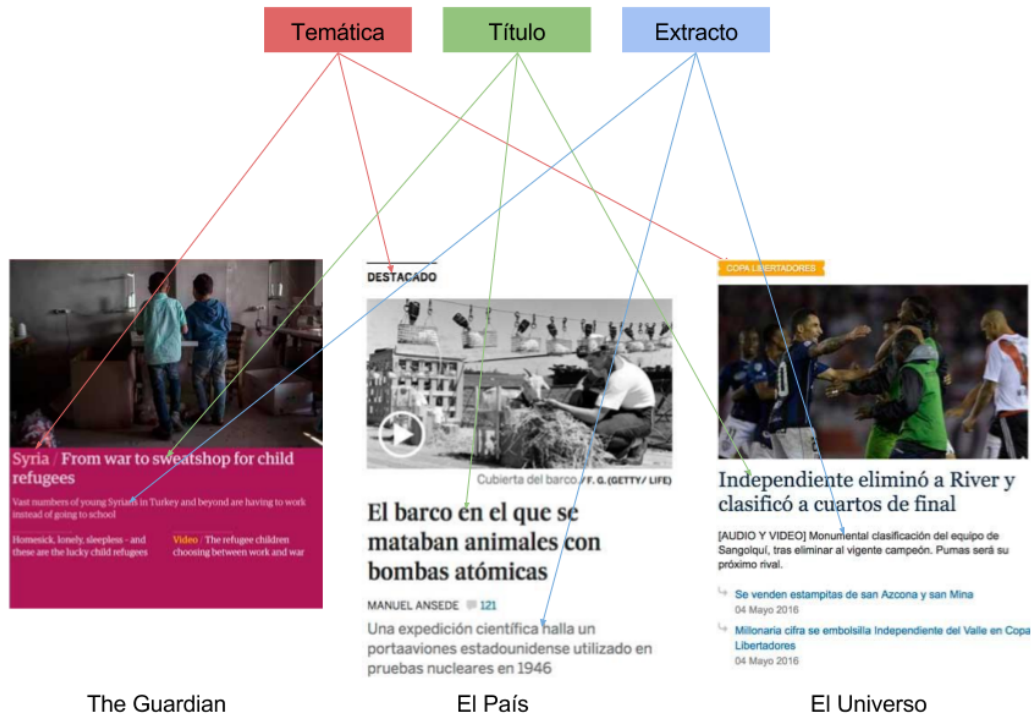 Temática
Título
Extracto
Syria / From war to sweatshop for child
refugees
Vast numbers of young Syrians in Turkey and beyond are having to work
instead of going to school
Homesick, lonely, sleepless - and
these are the lucky child refugees
Video / The refugee children
choosing between work and war
The Guardian
DESTACADO
Cubierta del barco / F. G. (GETTY/ LIFE)
El barco en el que se
mataban animales con
bombas atómicas
MANUEL ANSEDE 121
Una expedición científica halla un
portaaviones estadounidense utilizado en
pruebas nucleares en 1946
El País
COPA LIBERTADORES
10
Independiente eliminó a River y
clasificó a cuartos de final
[AUDIO Y VIDEO] Monumental clasificación del equipo de
Sangolquí, tras eliminar al vigente campeón. Pumas será su
próximo rival.
Se venden estampitas de san Azcona y san Mina
04 Mayo 2016
Millonaria cifra se embolsilla Independiente del Valle en Copa
Libertadores
04 Mayo 2016
El Universo